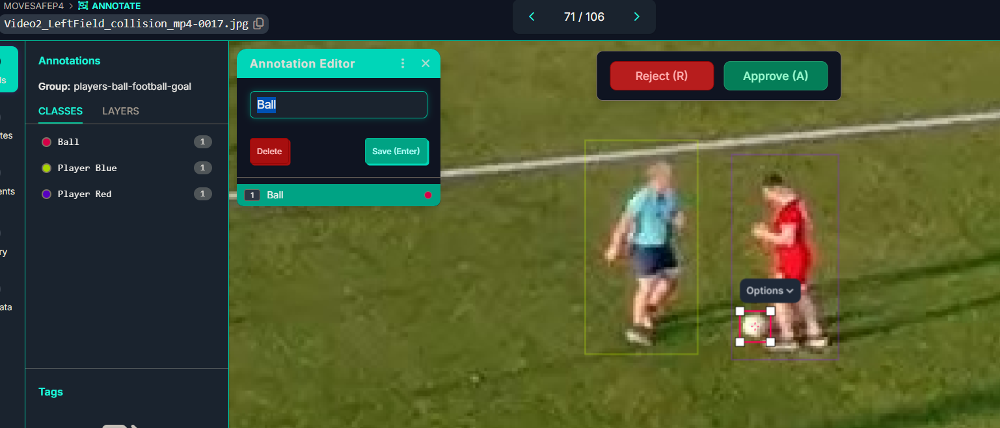 MOVESAFEP4 > ANNOTATE
Video2_LeftField_collision_mp4-0017.jpg
71 / 106
ls
tes
ents
ry
ata
Annotations
Group: players-ball-football-goal
CLASSES LAYERS
Ball 1
Player Blue 1
Player Red 1
Tags
Annotation Editor
Ball
Delete Save (Enter)
1 Ball
Reject (R) Approve (A)
Options